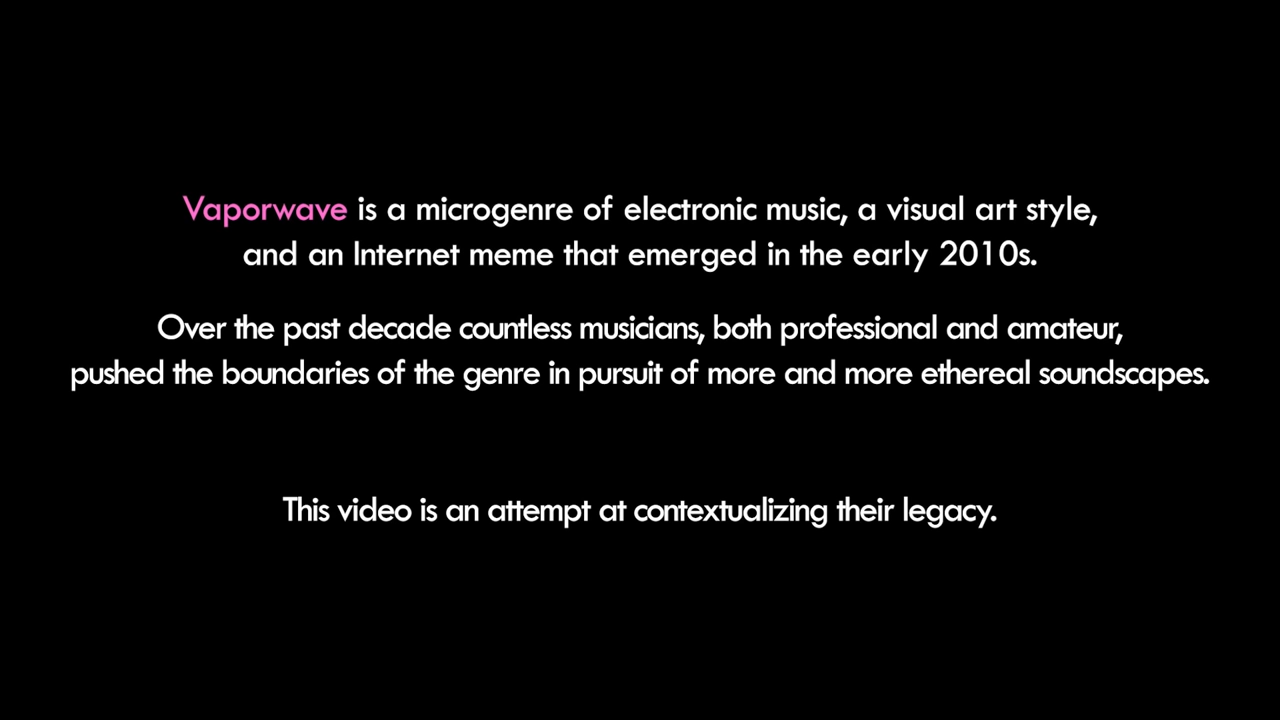 Vaporwave is a microgenre of electronic music, a visual art style,
and an Internet meme that emerged in the early 2010s.
Over the past decade countless musicians, both professional and amateur,
pushed the boundaries of the genre in pursuit of more and more ethereal soundscapes.
This video is an attempt at contextualizing their legacy.